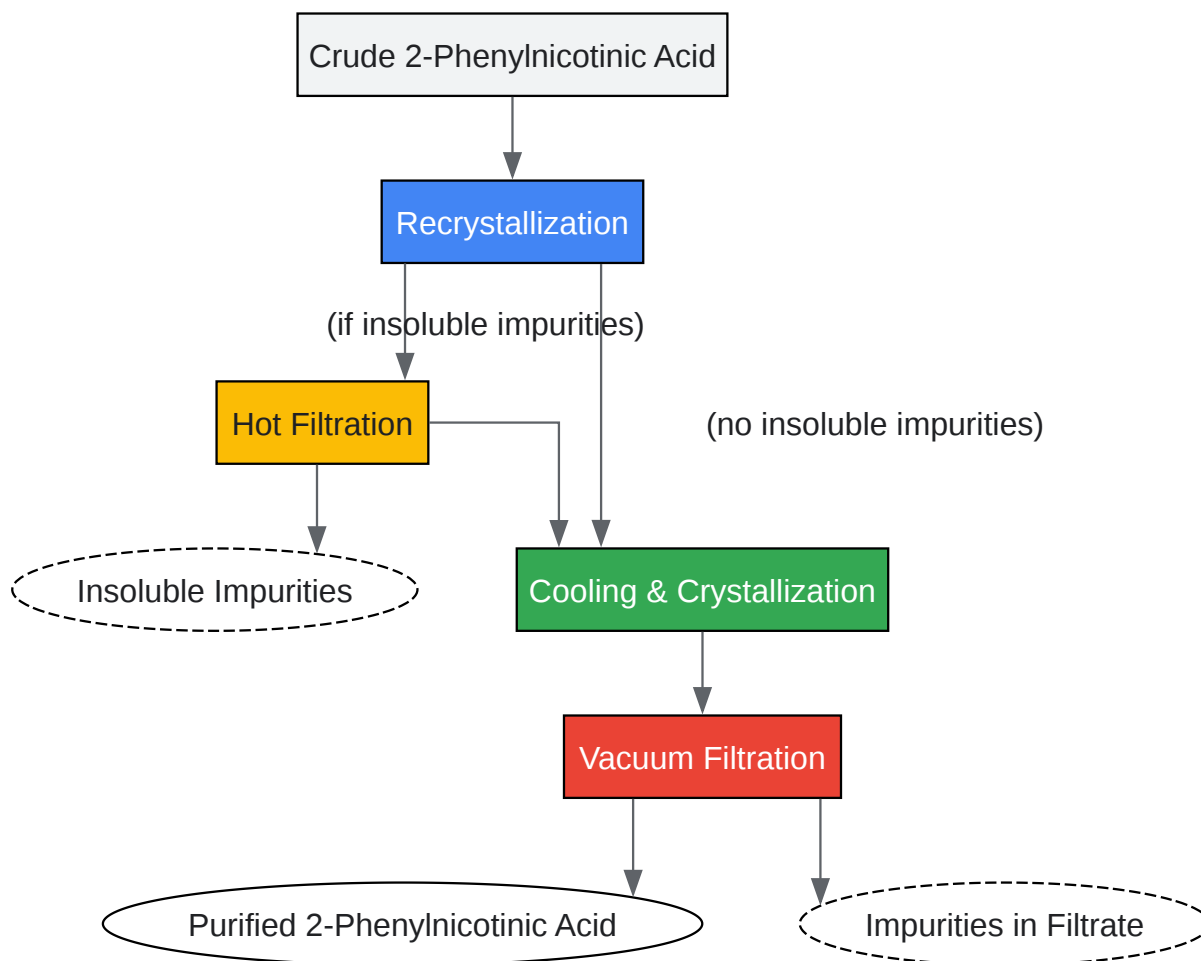 Crude 2-Phenylnicotinic Acid
Recrystallization
(if insoluble impurities)
Hot Filtration
(no insoluble impurities)
Insoluble Impurities
Cooling & Crystallization
Vacuum Filtration
Purified 2-Phenylnicotinic Acid
Impurities in Filtrate